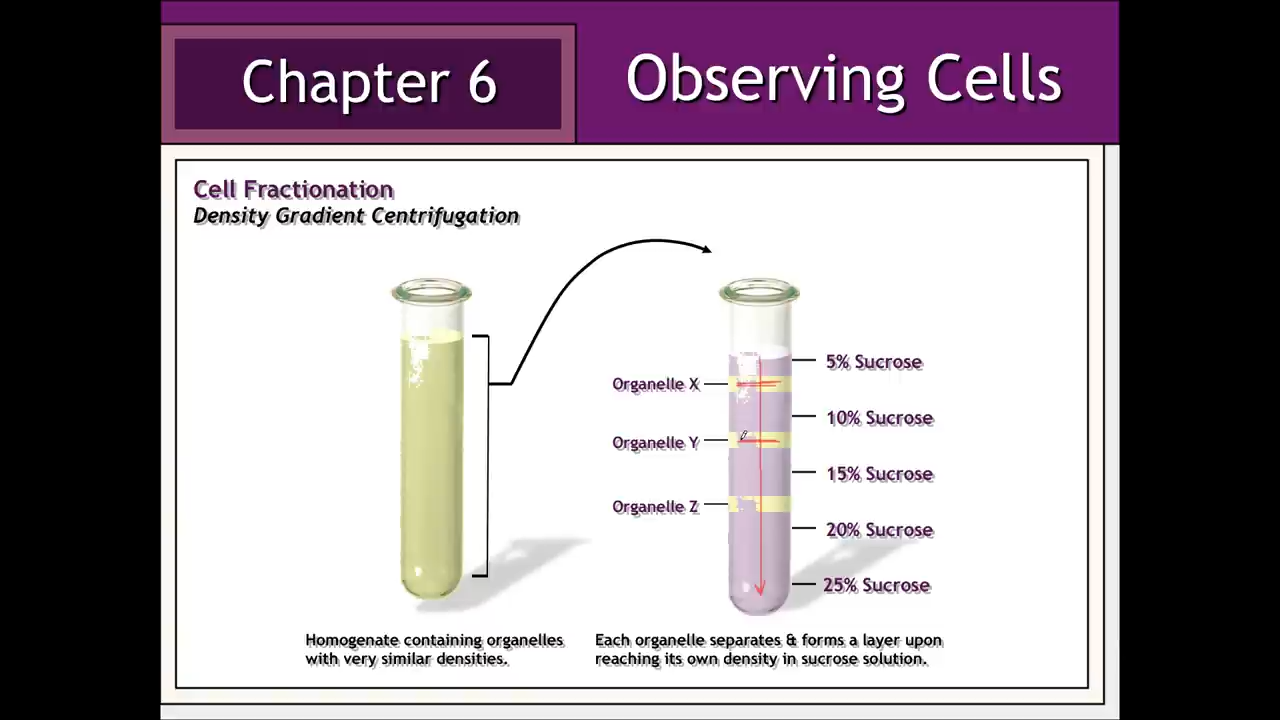 Chapter 6
Observing Cells
Cell Fractionation
Density Gradient Centrifugation
5% Sucrose
Organelle X
10% Sucrose
Organelle Y
15% Sucrose
Organelle Z
20% Sucrose
25% Sucrose
Homogenate containing organelles
with very similar densities.
Each organelle separates & forms a layer upon
reaching its own density in sucrose solution.